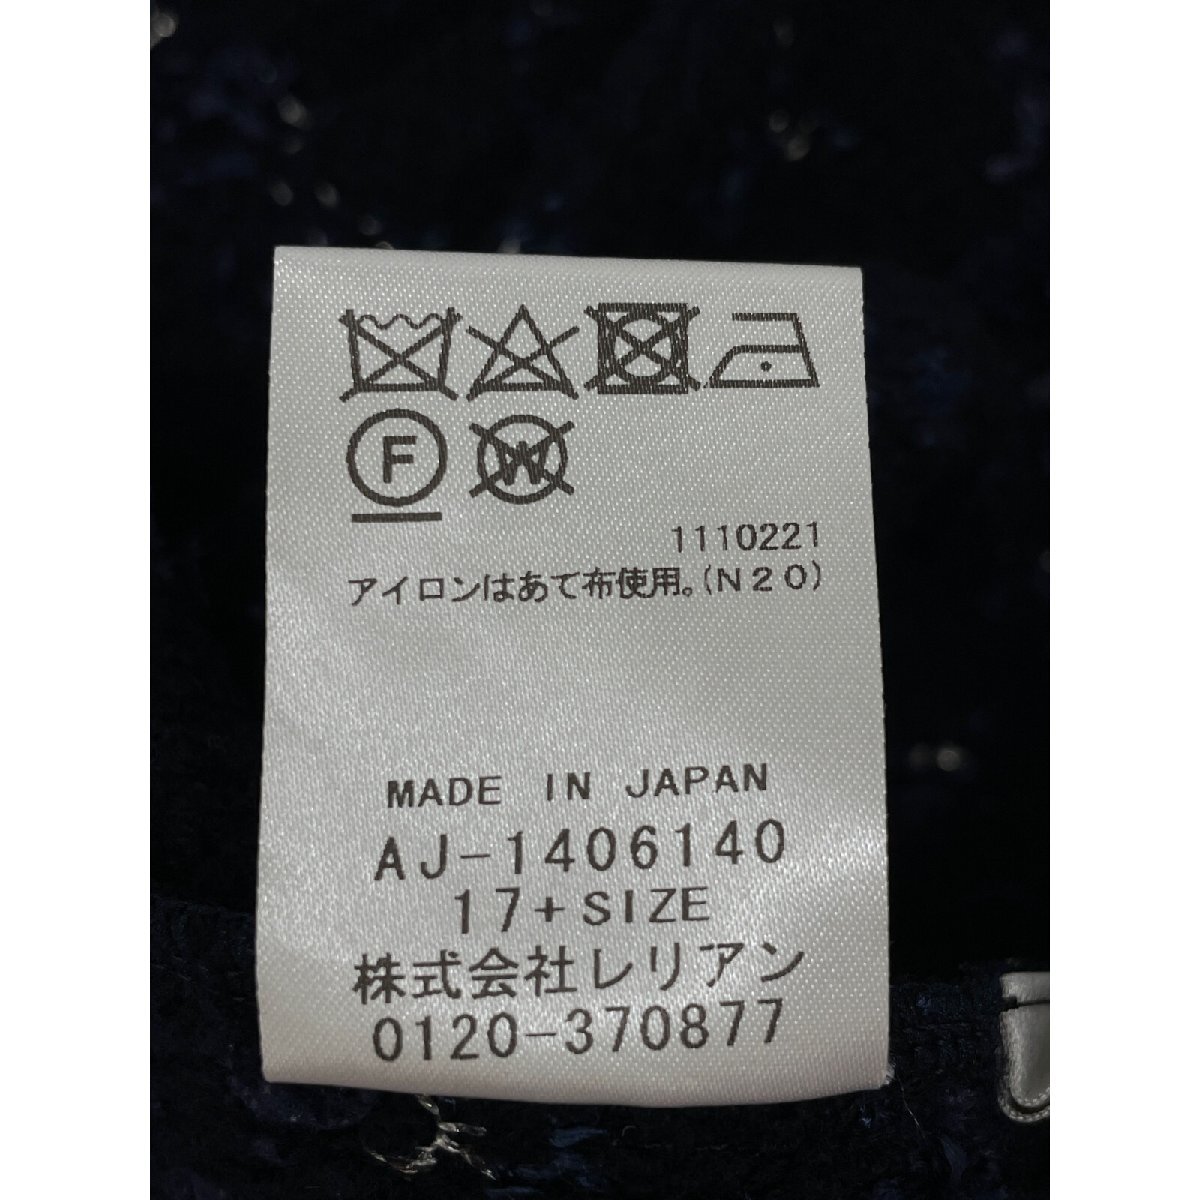 F W
1110221
アイロンはあて布使用。(N20)
MADE IN JAPAN
AJ-1406140
17+SIZE
株式会社レリアン
0120-370877